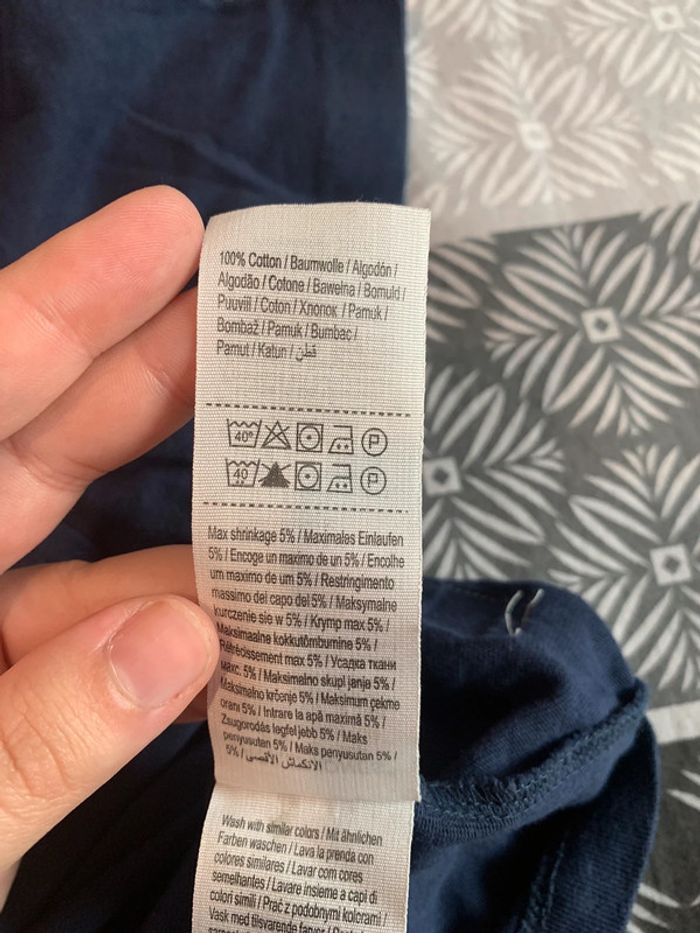 100% Cotton / Baumwolle / Algodón /
Algodão / Cotone / Bawełna / Bomuld /
Puuvill / Coton / Хлопок / Pamuk /
Bombaž / Pamuk / Bumbac /
Pamut / Katun / قطن
40° P
40 P
Max shrinkage 5% / Maximales Einlaufen
5% / Encoge un maximo de un 5% / Encolhe
um maximo de um 5% / Restringimento
massimo del capo del 5% / Maksymalne
kurczenie sie w 5% / Krymp max 5% /
Maksimaalne kokkutõmbumine 5% /
Rétrécissement max 5% / Усадка ткани
макс. 5% / Maksimalno skupljanje 5% /
Maksimalno krčenje 5% / Maksimum çekme
oranı 5% / Intrare la apă maximă 5% /
Zsugorodás legfeljebb 5% / Maks
penyusutan 5% / Maks penyusutan 5% /
5% / الانكماش الأقصى
Wash with similar colors / Mit ähnlichen
Farben waschen / Lava la prenda con
colores similares / Lavar com cores
semelhantes / Lavare insieme a capi di
colori simili / Prać z podobnymi kolorami /
Vask med tilsvarende farver /